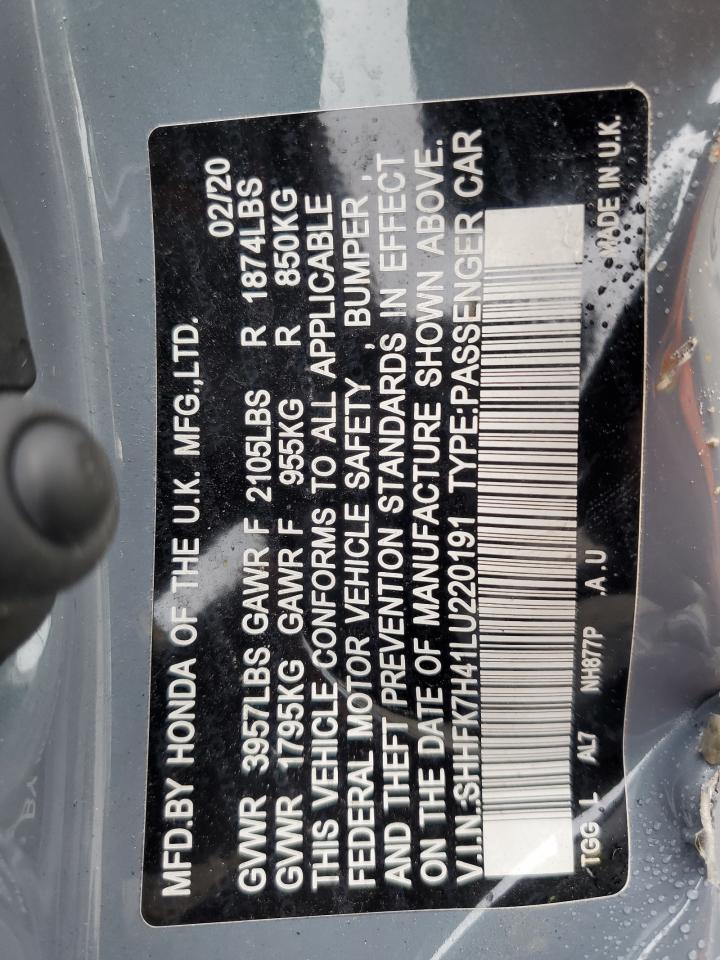 MFD.BY HONDA OF THE U.K. MFG.,LTD.
02/20
GVWR 3957LBS GAWR F 2105LBS R 1874LBS
GVWR 1795KG GAWR F 955KG R 850KG
THIS VEHICLE CONFORMS TO ALL APPLICABLE
FEDERAL MOTOR VEHICLE SAFETY , BUMPER ,
AND THEFT PREVENTION STANDARDS IN EFFECT
ON THE DATE OF MANUFACTURE SHOWN ABOVE.
V.I.N.:SHHFK7H41LU220191 TYPE:PASSENGER CAR
TGG L AL7 NH877P .A.U MADE IN U.K.